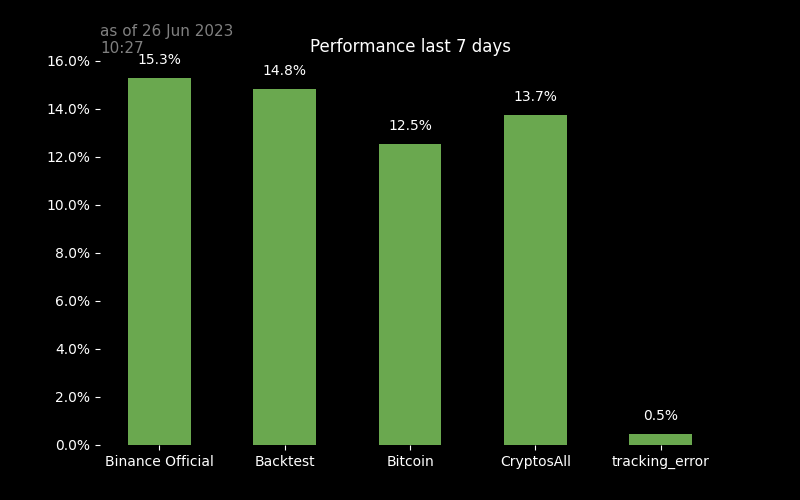 as of 26 Jun 2023
10:27
Performance last 7 days
16.0%
14.0%
12.0%
10.0%
8.0%
6.0%
4.0%
2.0%
0.0%
15.3%
14.8%
12.5%
13.7%
0.5%
Binance Official
Backtest
Bitcoin
CryptosAll
tracking_error